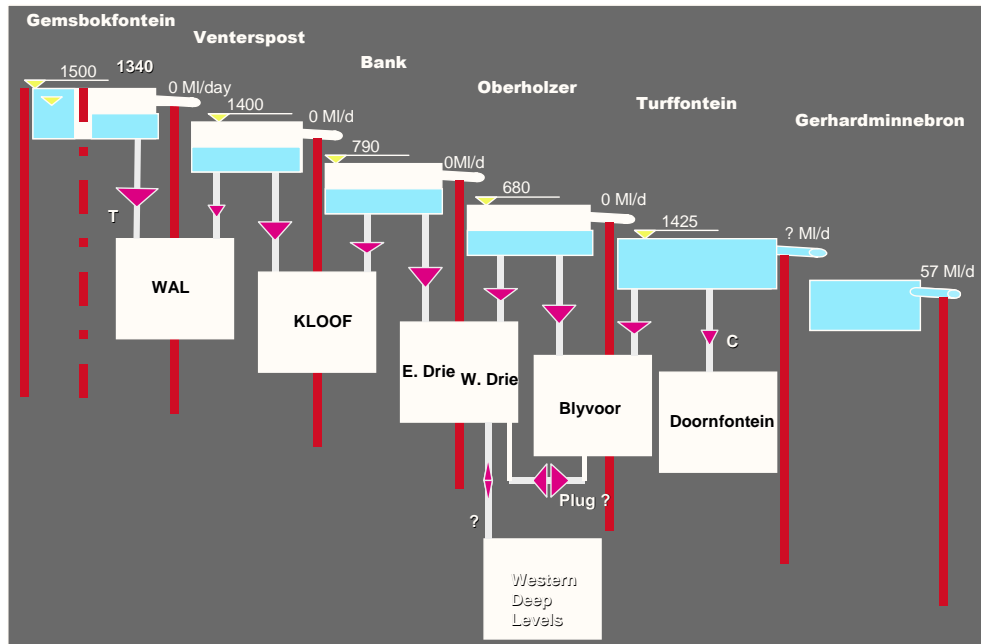 Gemsbokfontein
Venterspost
Bank
Oberholzer
Turffontein
Gerhardminnebron
1500
1340
0 Ml/day
1400
0 Ml/d
790
0Ml/d
680
0 Ml/d
1425
? Ml/d
57 Ml/d
T
WAL
KLOOF
E. Drie
W. Drie
Blyvoor
C
Doornfontein
Plug ?
?
Western
Deep
Levels